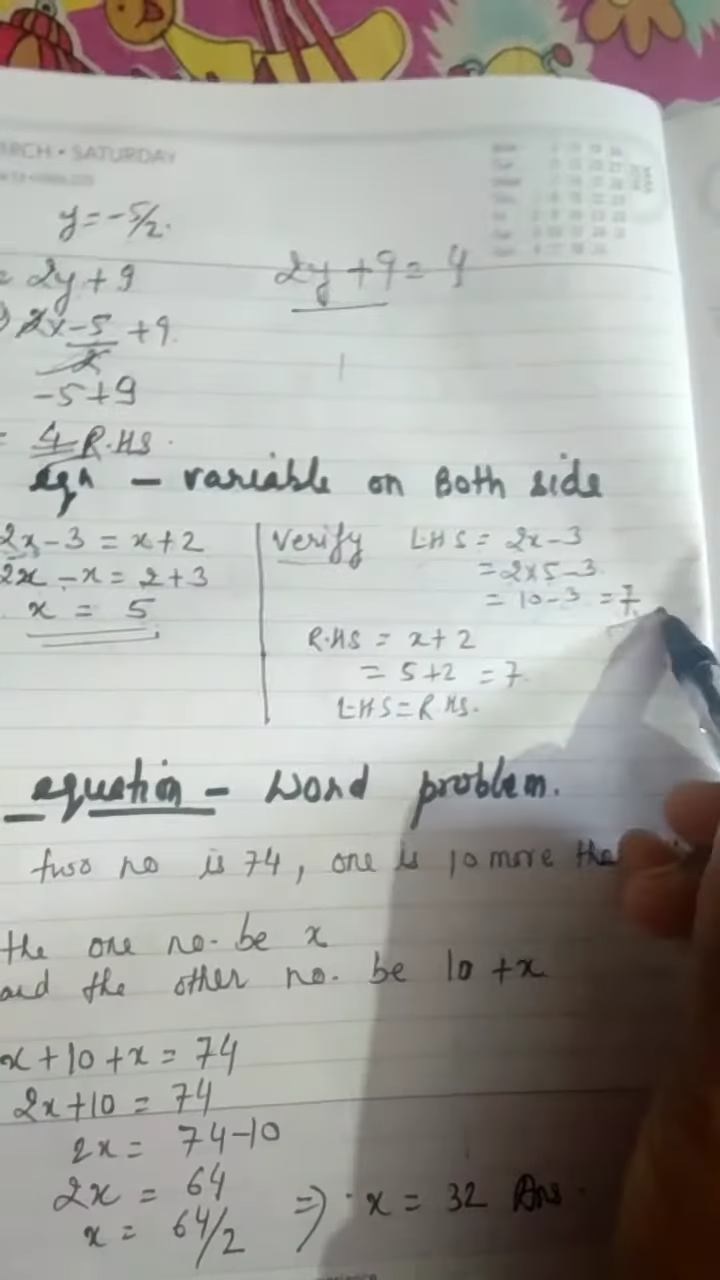 ARCH • SATURDAY
y = -5/2.
= 2y + 9
2y + 9 = 4
2x -5/2 + 9
-5+9
= 4 R.HS.
eqn - variable on Both side
2x - 3 = x + 2
2x - x = 2 + 3
x = 5
Verify LHS = 2x - 3
= 2x5 - 3
= 10 - 3 = 7
R.HS = x + 2
= 5 + 2 = 7
LHS = R.HS.
equation - Word problem.
two no is 74, one is 10 more tha
the one no. be x
and the other no. be 10 + x
x + 10 + x = 74
2x + 10 = 74
2x = 74 - 10
2x = 64
x = 64/2 ⇒ x = 32 Ans.